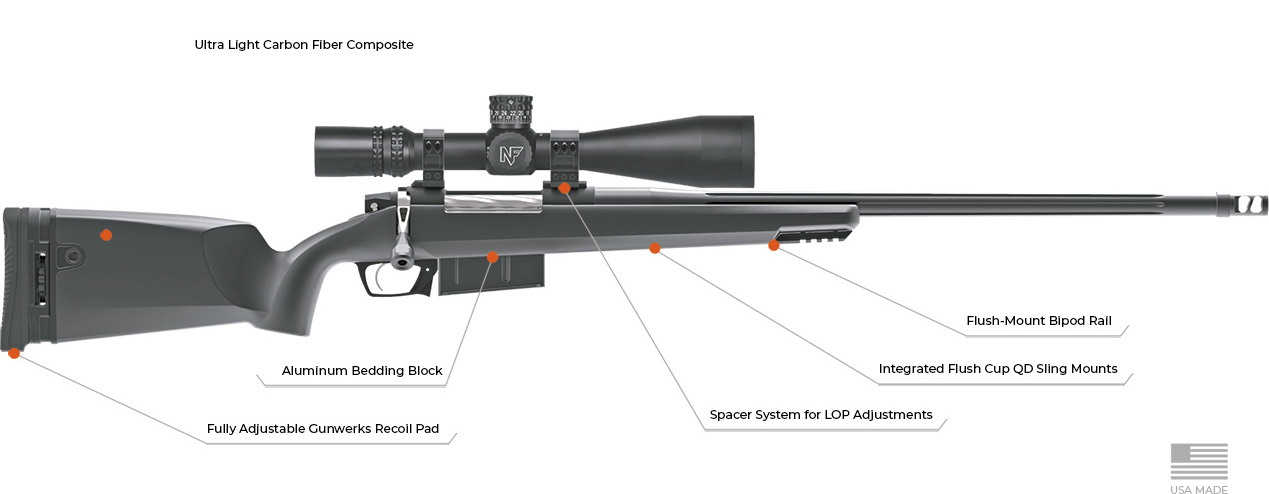 Ultra Light Carbon Fiber Composite
NF
Flush-Mount Bipod Rail
Aluminum Bedding Block
Integrated Flush Cup QD Sling Mounts
Spacer System for LOP Adjustments
Fully Adjustable Gunwerks Recoil Pad
USA MADE